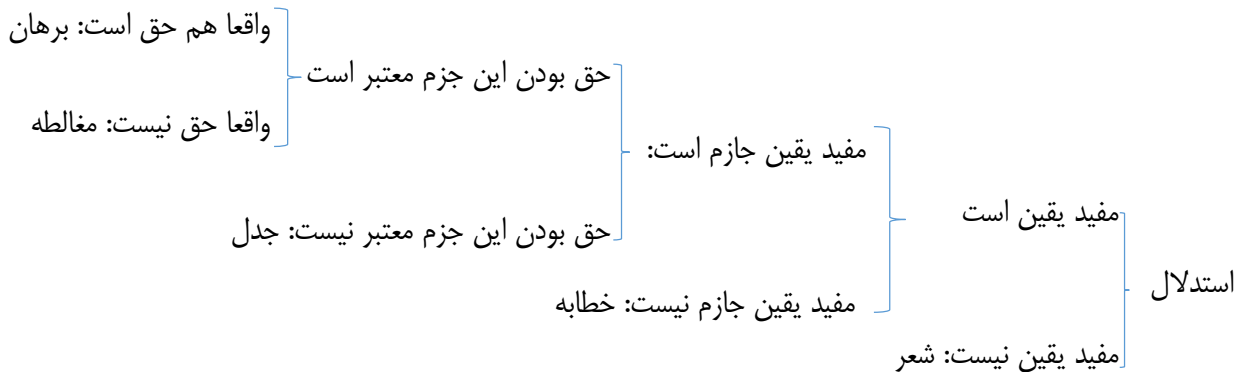 واقعا هم حق است: برهان
حق بودن این جزم معتبر است
واقعا حق نیست: مغالطه
مفید یقین جازم است:
مفید یقین است
حق بودن این جزم معتبر نیست: جدل
استدلال
مفید یقین جازم نیست: خطابه
مفید یقین نیست: شعر